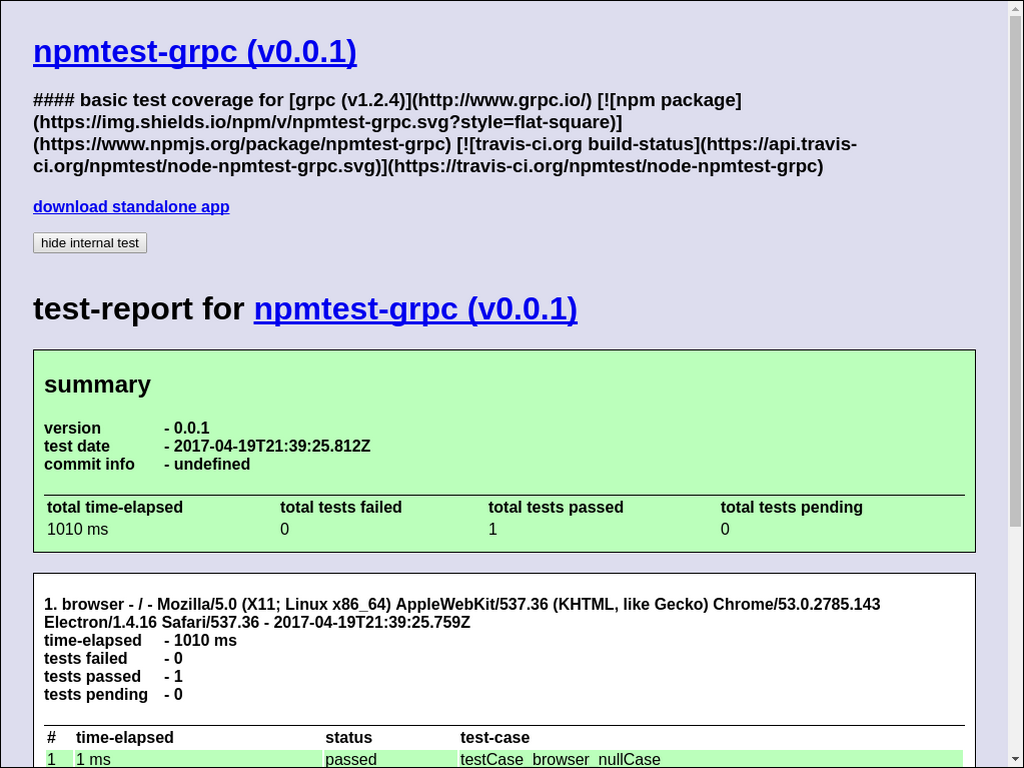 npmtest-grpc (v0.0.1)
#### basic test coverage for [grpc (v1.2.4)](http://www.grpc.io/) [![npm package]
(https://img.shields.io/npm/v/npmtest-grpc.svg?style=flat-square)]
(https://www.npmjs.org/package/npmtest-grpc) [![travis-ci.org build-status](https://api.travis-
ci.org/npmtest/node-npmtest-grpc.svg)](https://travis-ci.org/npmtest/node-npmtest-grpc)
download standalone app
hide internal test
test-report for npmtest-grpc (v0.0.1)
summary
version - 0.0.1
test date - 2017-04-19T21:39:25.812Z
commit info - undefined
total time-elapsed total tests failed total tests passed total tests pending
1010 ms 0 1 0
1. browser - / - Mozilla/5.0 (X11; Linux x86_64) AppleWebKit/537.36 (KHTML, like Gecko) Chrome/53.0.2785.143
Electron/1.4.16 Safari/537.36 - 2017-04-19T21:39:25.759Z
time-elapsed - 1010 ms
tests failed - 0
tests passed - 1
tests pending - 0
# time-elapsed status test-case
1 1 ms passed testCase_browser_nullCase